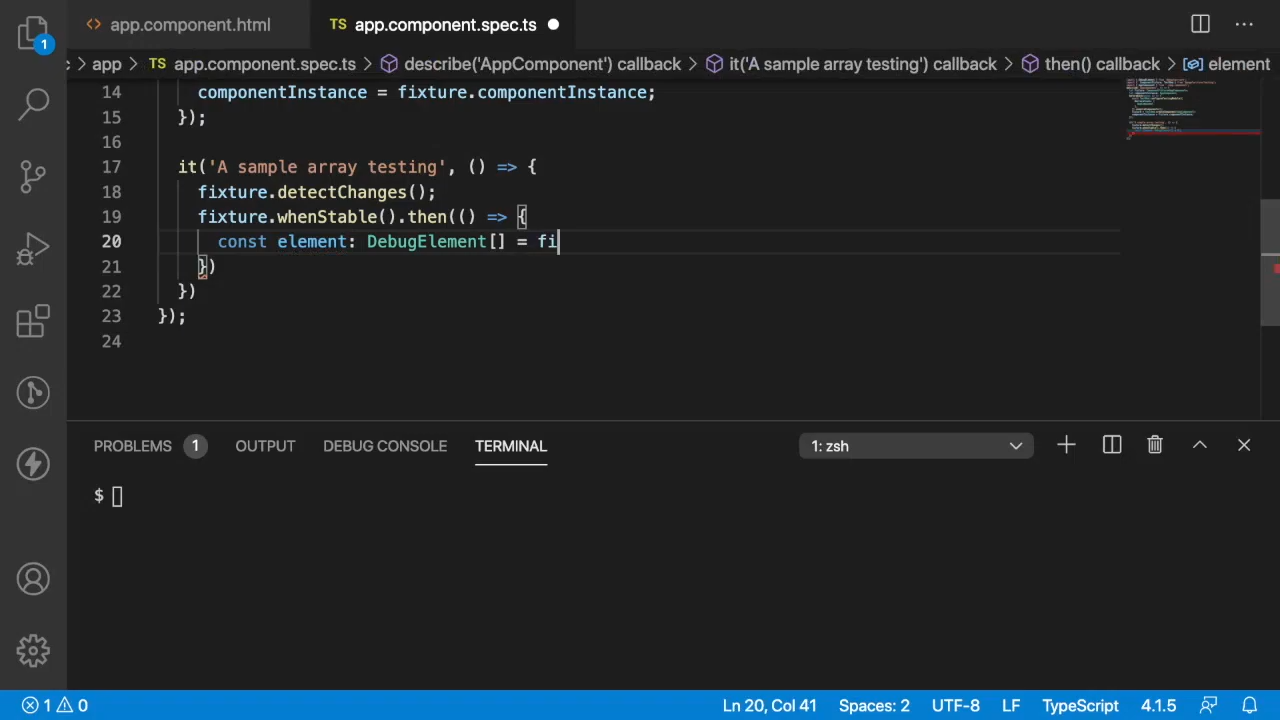 app.component.html TS app.component.spec.ts
1
app > TS app.component.spec.ts > describe('AppComponent') callback > it('A sample array testing') callback > then() callback > element
14 componentInstance = fixture.componentInstance;
15 });
16
17 it('A sample array testing', () => {
18 fixture.detectChanges();
19 fixture.whenStable().then(() => {
20 const element: DebugElement[] = fi
21 })
22 })
23 });
24
PROBLEMS 1 OUTPUT DEBUG CONSOLE TERMINAL 1: zsh
$
1 0 Ln 20, Col 41 Spaces: 2 UTF-8 LF TypeScript 4.1.5